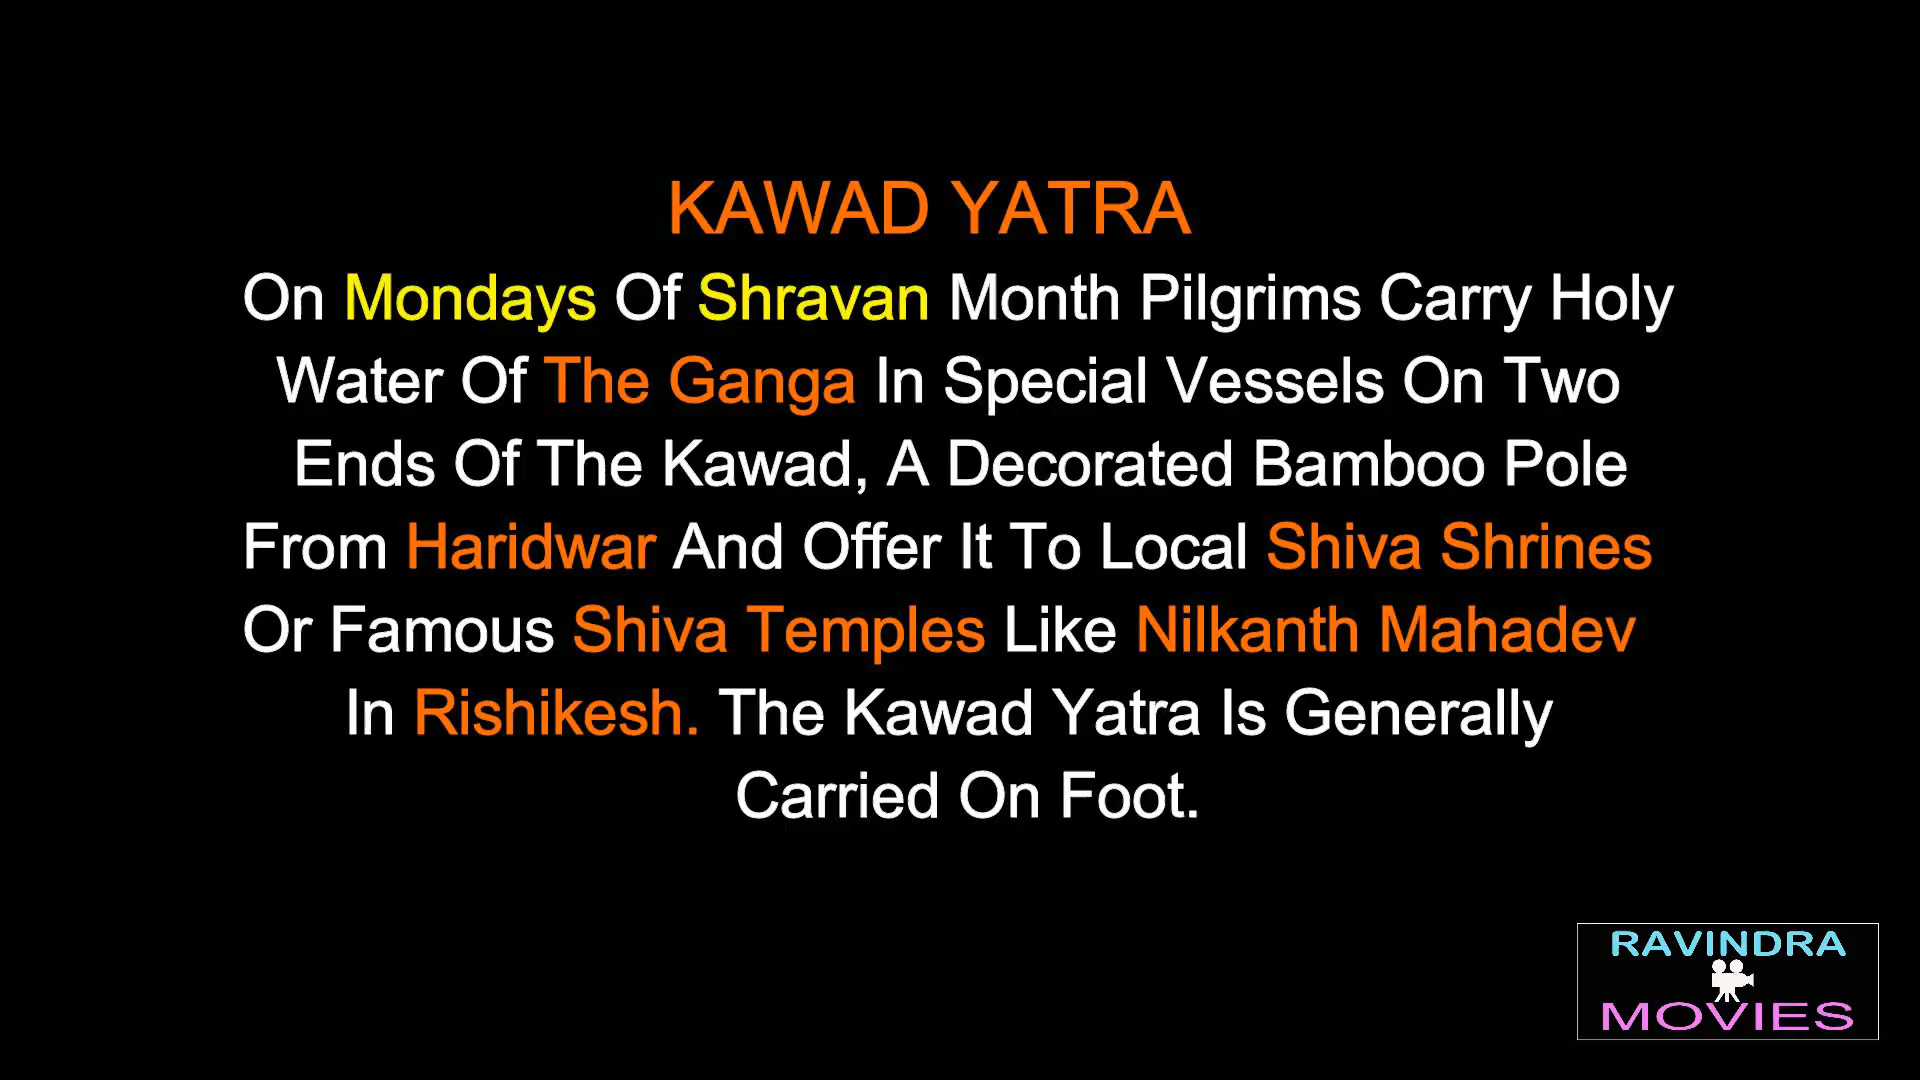 KAWAD YATRA
On Mondays Of Shravan Month Pilgrims Carry Holy
Water Of The Ganga In Special Vessels On Two
Ends Of The Kawad, A Decorated Bamboo Pole
From Haridwar And Offer It To Local Shiva Shrines
Or Famous Shiva Temples Like Nilkanth Mahadev
In Rishikesh. The Kawad Yatra Is Generally
Carried On Foot.
RAVINDRA
MOVIES